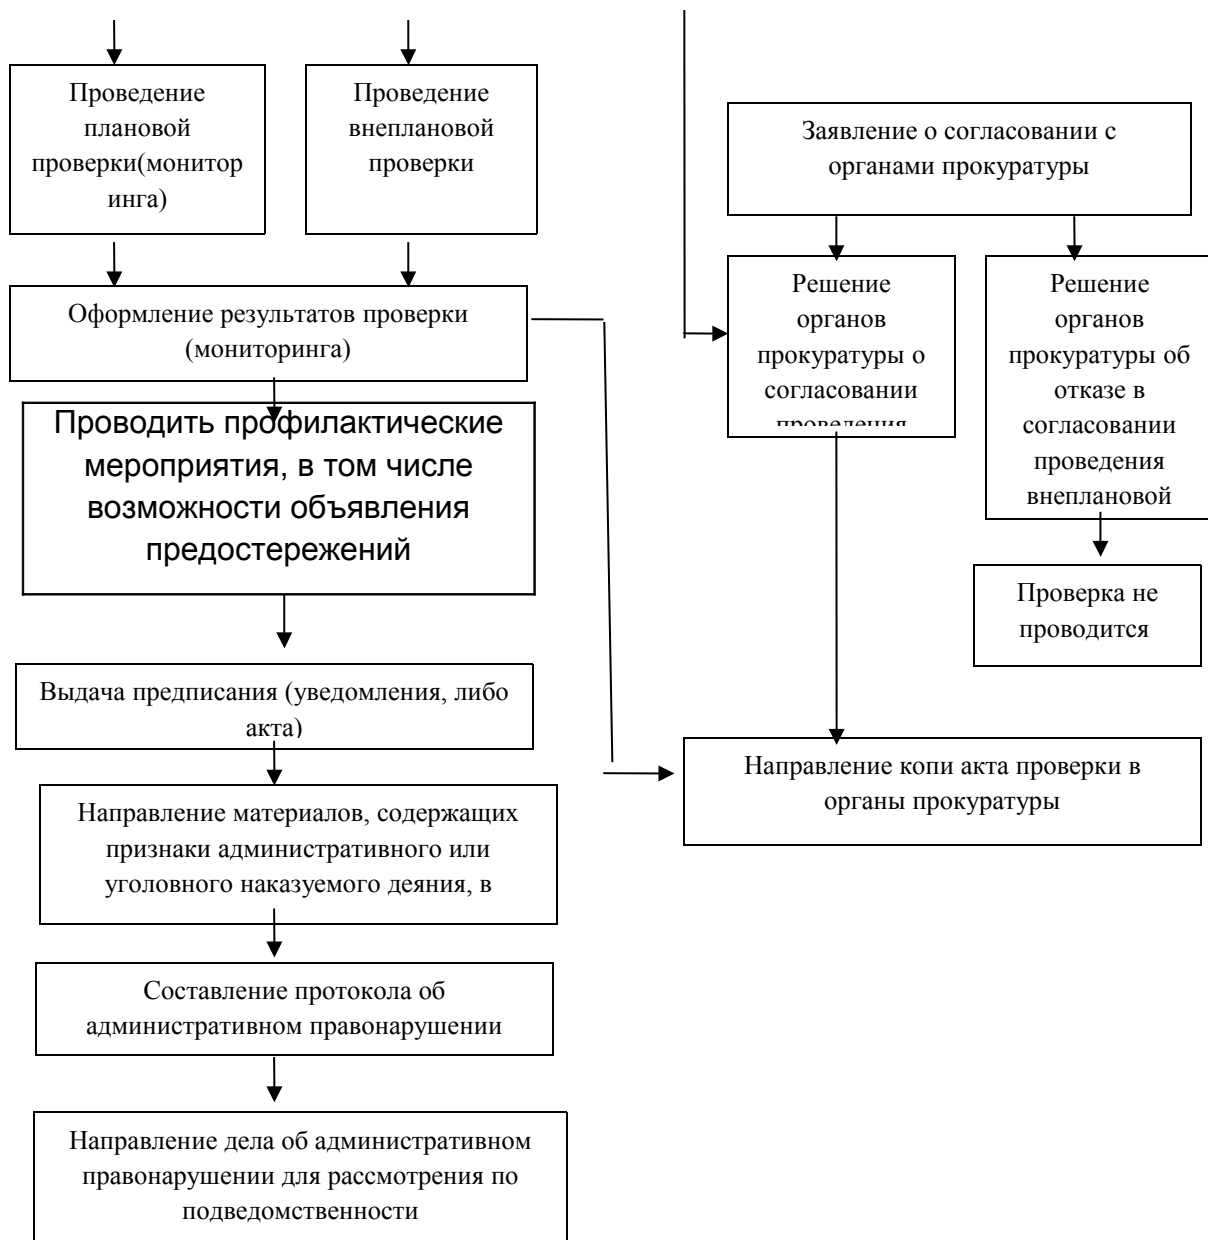 Проведение
плановой
проверки(монитор
инга)
Проведение
внеплановой
проверки
Заявление о согласовании с
органами прокуратуры
Решение
органов
прокуратуры о
согласовании
проведения
Решение
органов
прокуратуры об
отказе в
согласовании
проведения
внеплановой
Оформление результатов проверки
(мониторинга)
Проводить профилактические
мероприятия, в том числе
возможности объявления
предостережений
Проверка не
проводится
Выдача предписания (уведомления, либо
акта)
Направление копи акта проверки в
органы прокуратуры
Направление материалов, содержащих
признаки административного или
уголовного наказуемого деяния, в
Составление протокола об
административном правонарушении
Направление дела об административном
правонарушении для рассмотрения по
подведомственности